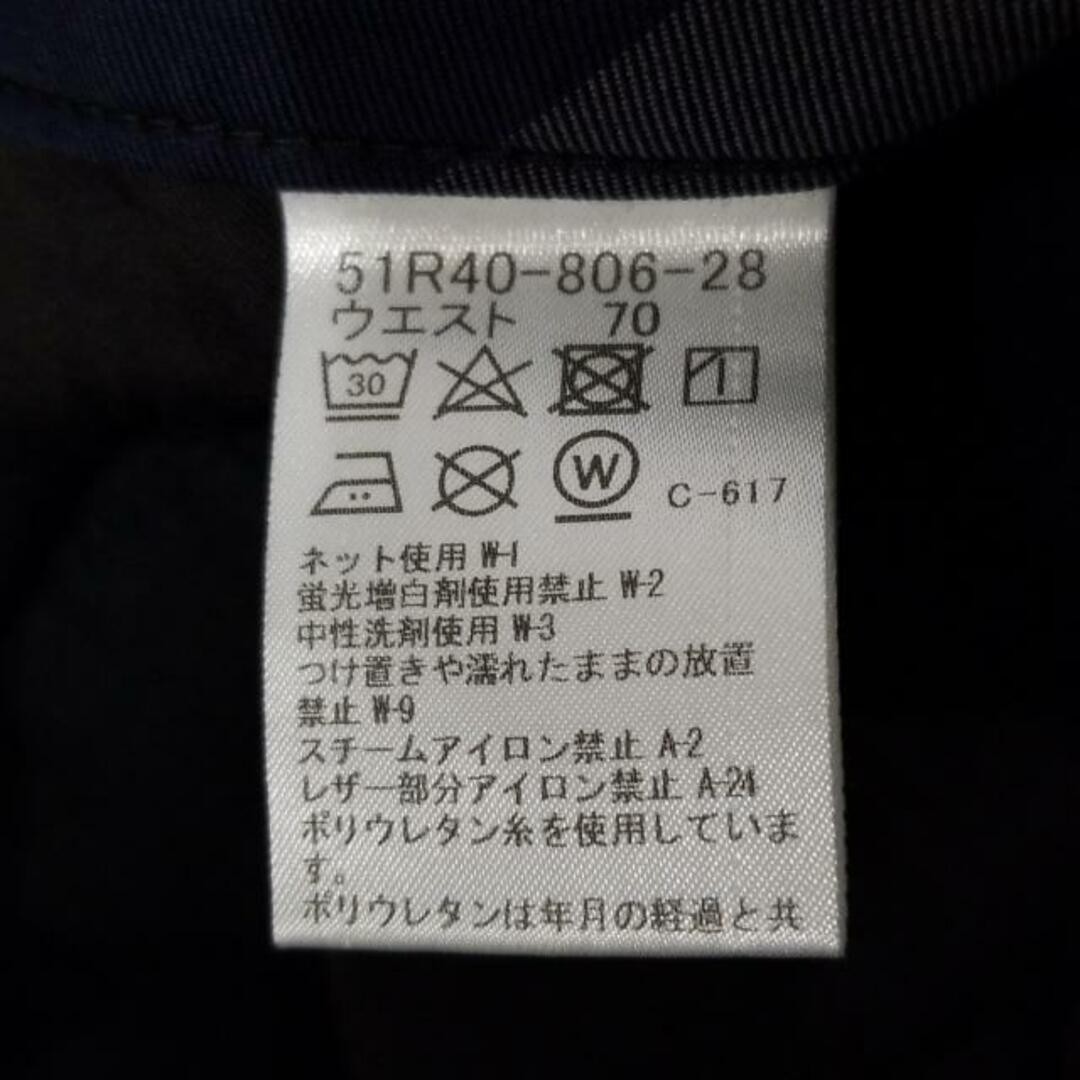 51R40-806-28
ウエスト 70
30
W C-617
ネット使用 W-1
蛍光増白剤使用禁止 W-2
中性洗剤使用 W-3
つけ置きや濡れたままの放置
禁止 W-9
スチームアイロン禁止 A-2
レザー部分アイロン禁止 A-24
ポリウレタン糸を使用していま
す。
ポリウレタンは年月の経過と共